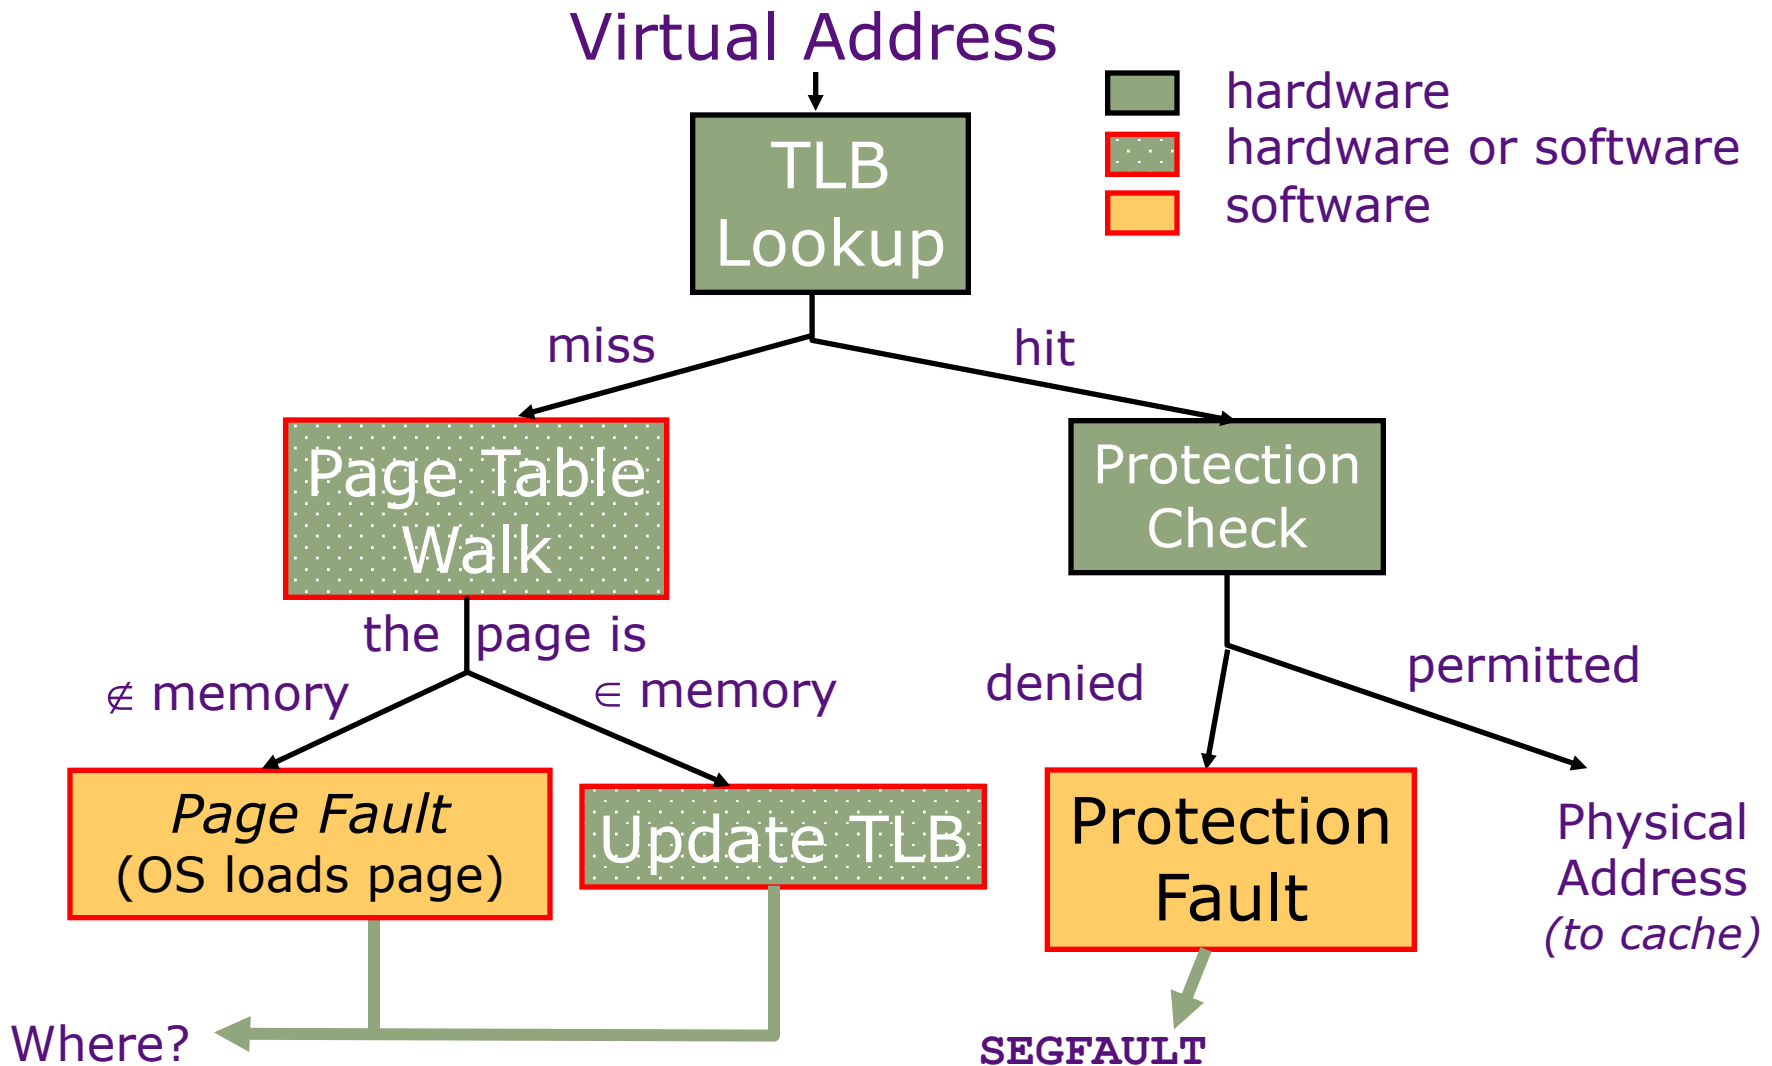 Virtual Address
hardware
hardware or software
software
TLB
Lookup
miss
hit
Page Table
Walk
Protection
Check
the page is
∉ memory
∈ memory
denied
permitted
Page Fault
(OS loads page)
Update TLB
Protection
Fault
Physical
Address
(to cache)
Where?
SEGFAULT